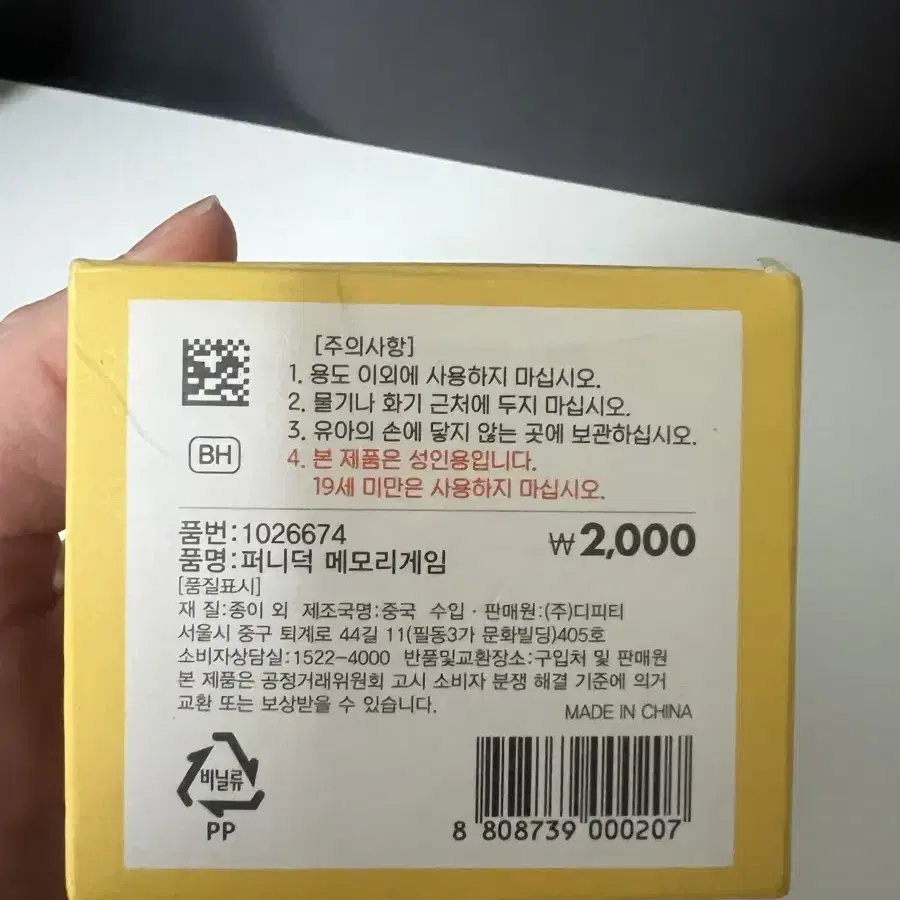 [주의사항]
1. 용도 이외에 사용하지 마십시오.
2. 물기나 화기 근처에 두지 마십시오.
3. 유아의 손에 닿지 않는 곳에 보관하십시오.
4. 본 제품은 성인용입니다.
19세 미만은 사용하지 마십시오.
BH
품번:1026674
₩2,000
품명:퍼니덕 메모리게임
[품질표시]
재 질:종이 외 제조국명:중국 수입·판매원:(주)디피티
서울시 중구 퇴계로 44길 11(필동3가 문화빌딩)405호
소비자상담실:1522-4000 반품및교환장소:구입처 및 판매원
본 제품은 공정거래위원회 고시 소비자 분쟁 해결 기준에 의거
교환 또는 보상받을 수 있습니다.
MADE IN CHINA
비닐류
PP
8 808739 000207